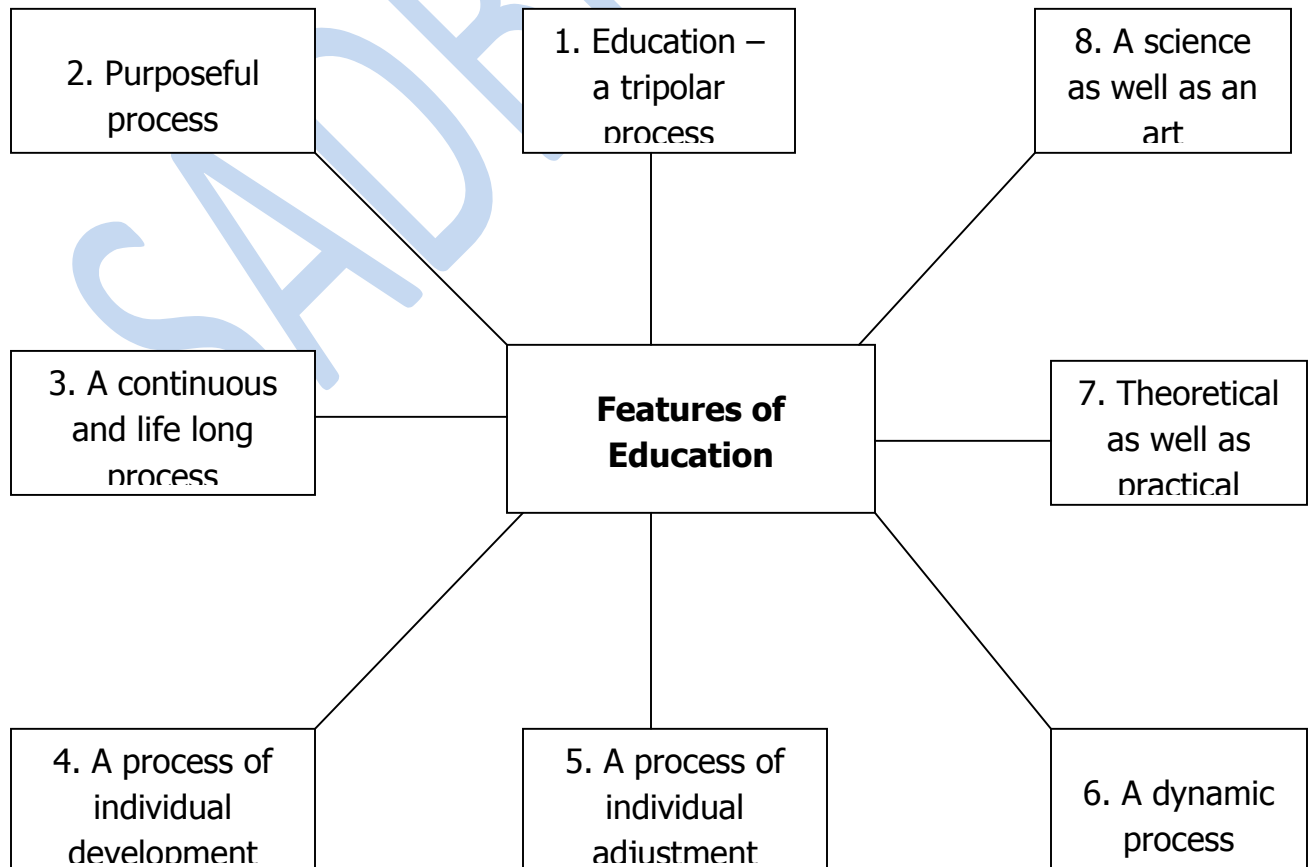 1. Education –
a tripolar
process
2. Purposeful
process
8. A science
as well as an
art
3. A continuous
and life long
process
Features of
Education
7. Theoretical
as well as
practical
4. A process of
individual
development
5. A process of
individual
adjustment
6. A dynamic
process